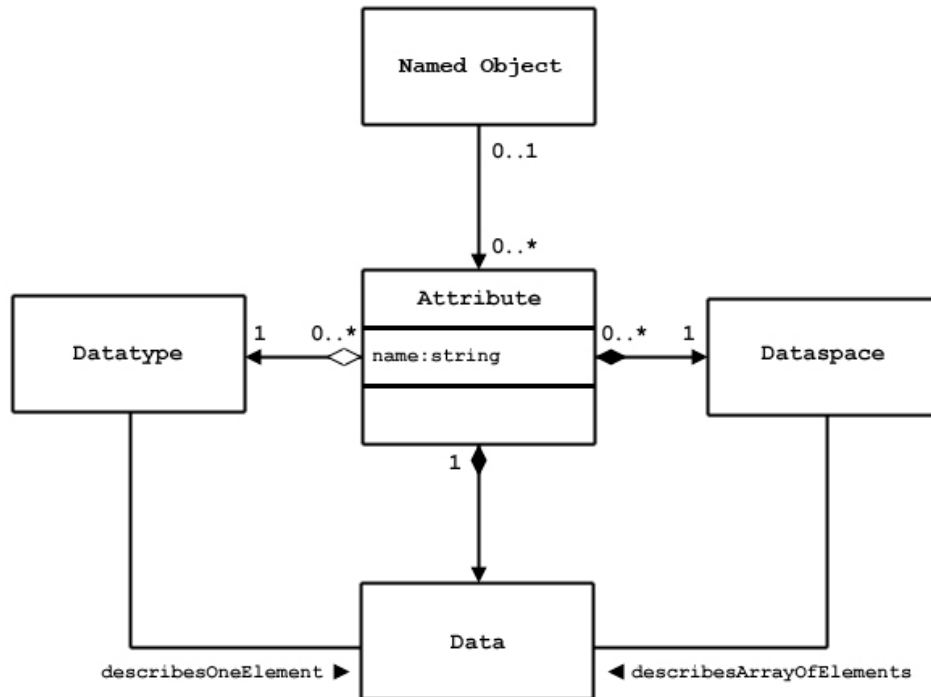 Named Object
0..1
0..*
Attribute
1
0..*
0..*
1
Datatype
name:string
Dataspace
1
Data
describesOneElement ►
◄ describesArrayOfElements